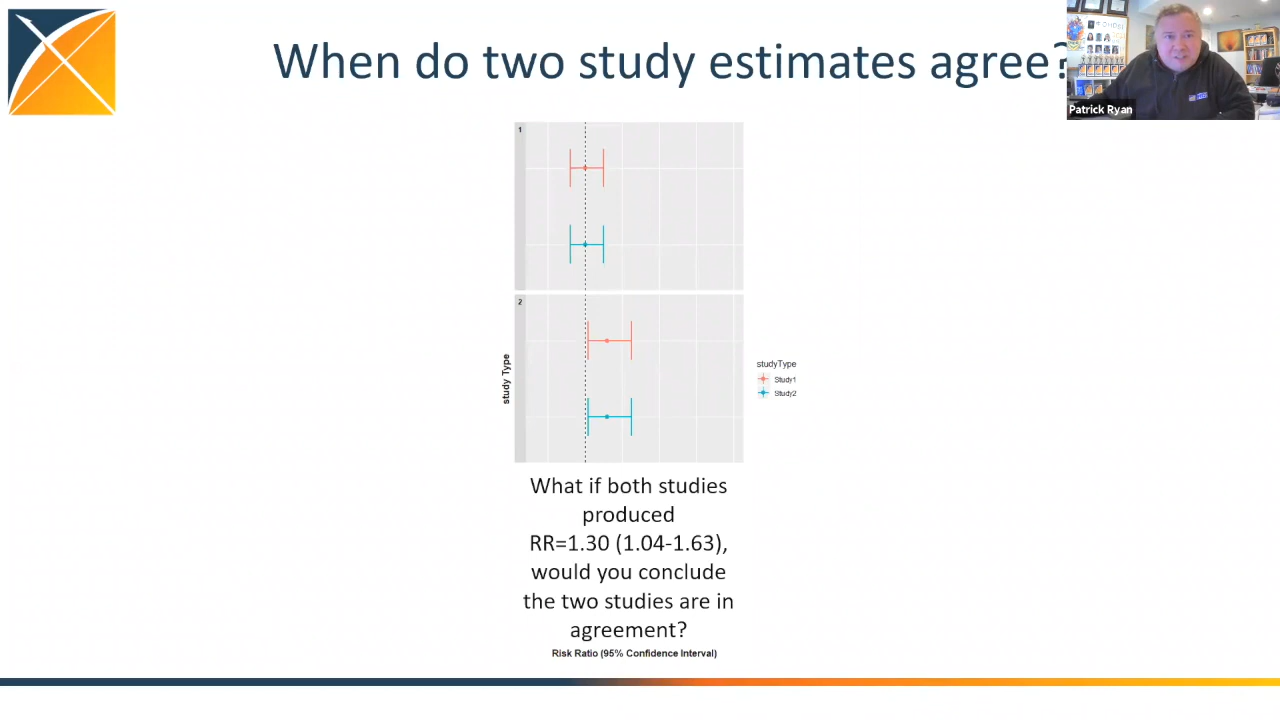 When do two study estimates agree?
Patrick Ryan
1
2
study Type
studyType
Study1
Study2
What if both studies
produced
RR=1.30 (1.04-1.63),
would you conclude
the two studies are in
agreement?
Risk Ratio (95% Confidence Interval)